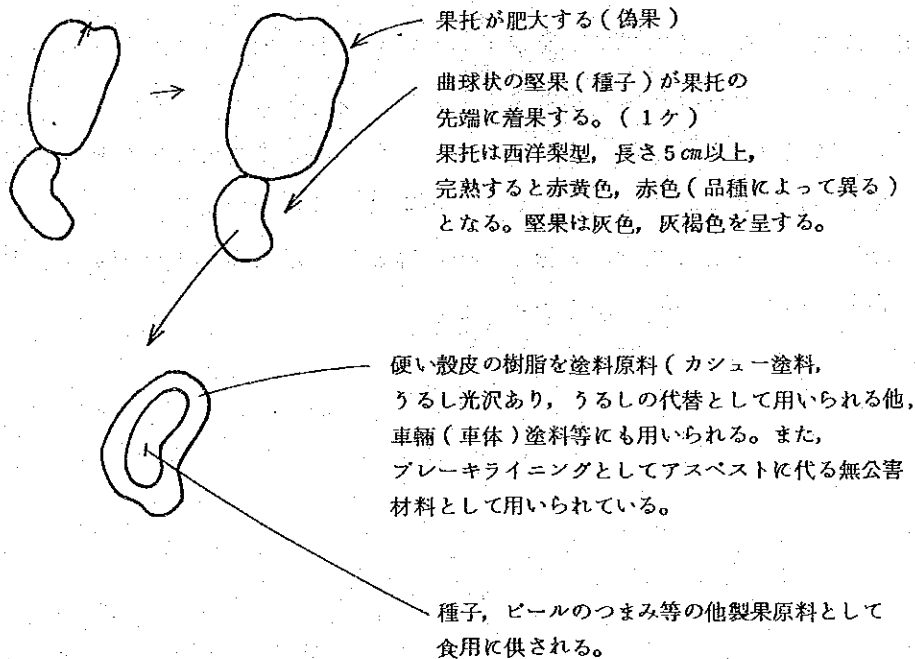 果托が肥大する(偽果)
曲球状の堅果(種子)が果托の
先端に着果する。(1ケ)
果托は西洋梨型,長さ5cm以上,
完熟すると赤黄色,赤色(品種によって異る)
となる。堅果は灰色,灰褐色を呈する。
硬い殻皮の樹脂を塗料原料(カシュー塗料,
うるし光沢あり,うるしの代替として用いられる他,
車輛(車体)塗料等にも用いられる。また,
ブレーキライニングとしてアスベストに代る無公害
材料として用いられている。
種子,ビールのつまみ等の他製果原料として
食用に供される。